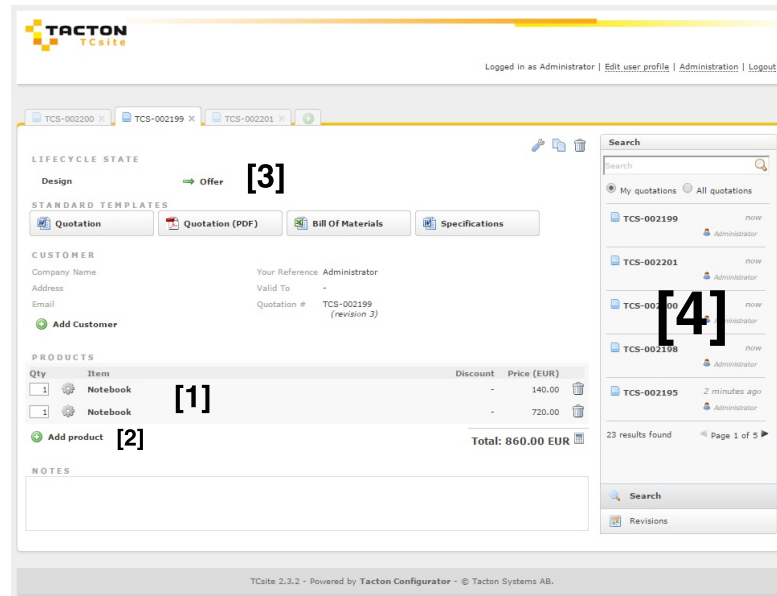 TACTON
TCsite
Logged in as Administrator | Edit user profile | Administration | Logout
TCS-002200 × TCS-002199 × TCS-002201 ×
LIFECYCLE STATE
Design Offer [3]
STANDARD TEMPLATES
Quotation Quotation (PDF) Bill Of Materials Specifications
CUSTOMER
Company Name Your Reference Administrator
Address Valid To -
Email Quotation # TCS-002199
(revision 3)
Add Customer
PRODUCTS
Qty Item Discount Price (EUR)
1 Notebook - 140.00
[1]
1 Notebook - 720.00
Add product [2] Total: 860.00 EUR
NOTES
Search
Search
My quotations All quotations
TCS-002199 now
Administrator
TCS-002201 now
Administrator
[4]
now
Administrator
TCS-002198 now
Administrator
TCS-002195 2 minutes ago
Administrator
23 results found Page 1 of 5
Search
Revisions
TCsite 2.3.2 - Powered by Tacton Configurator - © Tacton Systems AB.